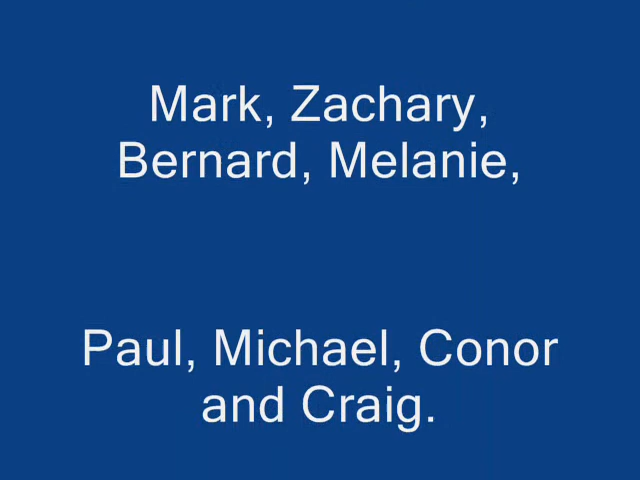 Mark, Zachary,
Bernard, Melanie,
Paul, Michael, Conor
and Craig.